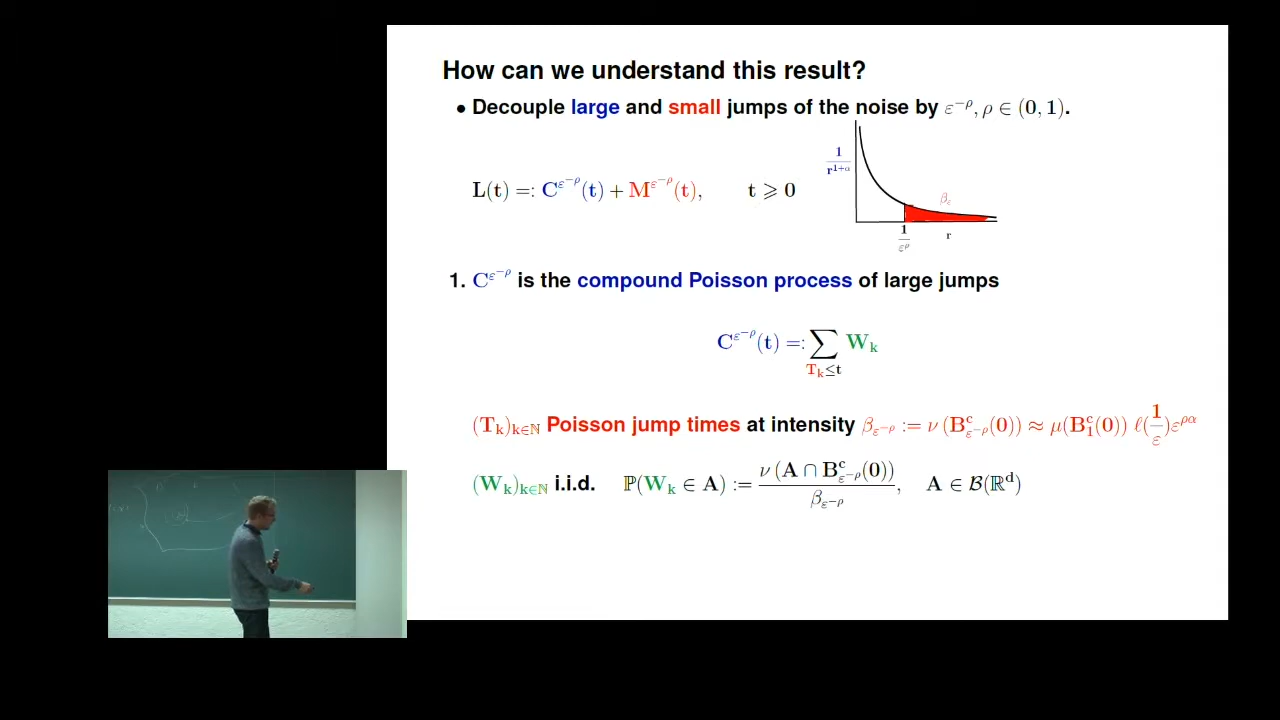 How can we understand this result?
• Decouple large and small jumps of the noise by ε^{−ρ}, ρ ∈ (0, 1).
L(t) =: C^{ε^{−ρ}}(t) + M^{ε^{−ρ}}(t), t ⩾ 0
1/r^{1+α}
β_ε
1/ε^ρ
r
1. C^{ε^{−ρ}} is the compound Poisson process of large jumps
C^{ε^{−ρ}}(t) =: ∑_{T_k≤t} W_k
(T_k)_{k∈ℕ} Poisson jump times at intensity β_{ε^{−ρ}} := ν(B^c_{ε^{−ρ}}(0)) ≈ μ(B^c_1(0)) ℓ(1/ε)ε^{ρα}
(W_k)_{k∈ℕ} i.i.d. ℙ(W_k ∈ A) := ν(A ∩ B^c_{ε^{−ρ}}(0))/β_{ε^{−ρ}}, A ∈ ℬ(ℝ^d)